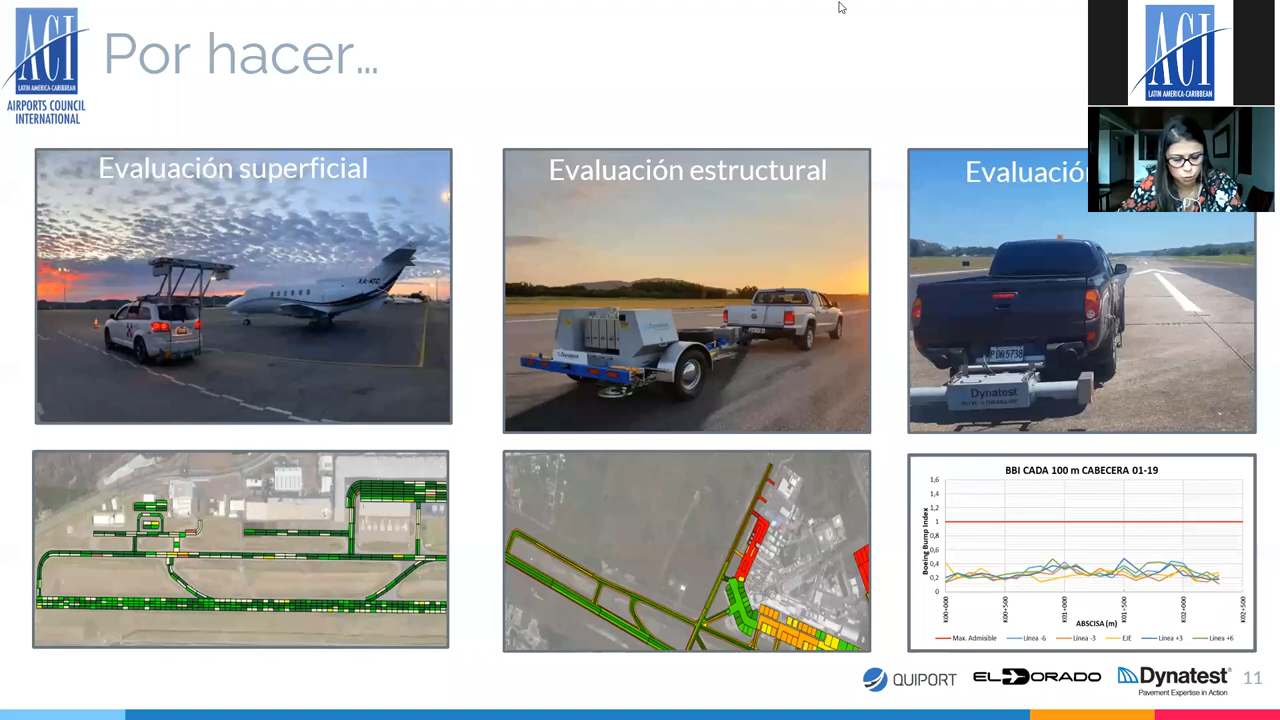 ACI
LATIN AMERICA-CARIBBEAN
AIRPORTS COUNCIL
INTERNATIONAL
Por hacer...
ACI
LATIN AMERICA-CARIBBEAN
Evaluación superficial
Evaluación estructural
Evaluació
XA-ATC
Dynatest
Dynatest
BBI CADA 100 m CABECERA 01-19
Boeing Bump Index
1,6
1,4
1,2
1
0,8
0,6
0,4
0,2
0
K00+000
K00+500
K01+000
K01+500
K02+000
K02+500
ABSCISA (m)
Max. Admisible
Línea -6
Línea -3
EJE
Línea +3
Línea +6
QUIPORT
EL DORADO
Dynatest®
Pavement Expertise in Action
11